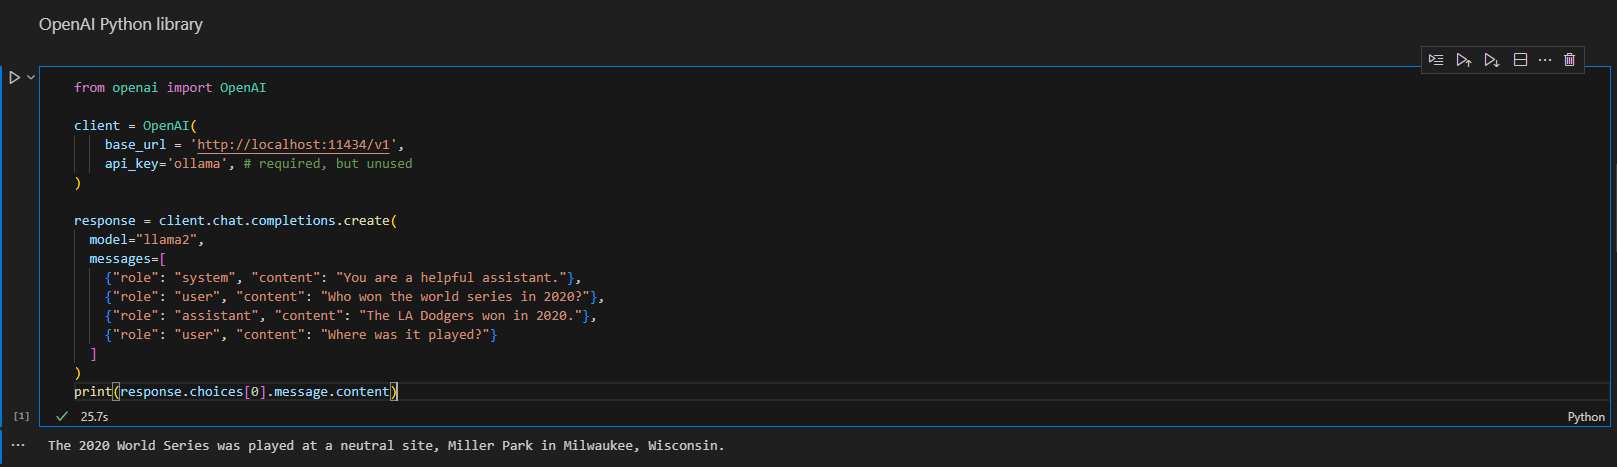 OpenAI Python library
from openai import OpenAI
client = OpenAI(
    base_url = 'http://localhost:11434/v1',
    api_key='ollama', # required, but unused
)
response = client.chat.completions.create(
  model="llama2",
  messages=[
    {"role": "system", "content": "You are a helpful assistant."},
    {"role": "user", "content": "Who won the world series in 2020?"},
    {"role": "assistant", "content": "The LA Dodgers won in 2020."},
    {"role": "user", "content": "Where was it played?"}
  ]
)
print(response.choices[0].message.content)
[1] 25.7s Python
The 2020 World Series was played at a neutral site, Miller Park in Milwaukee, Wisconsin.